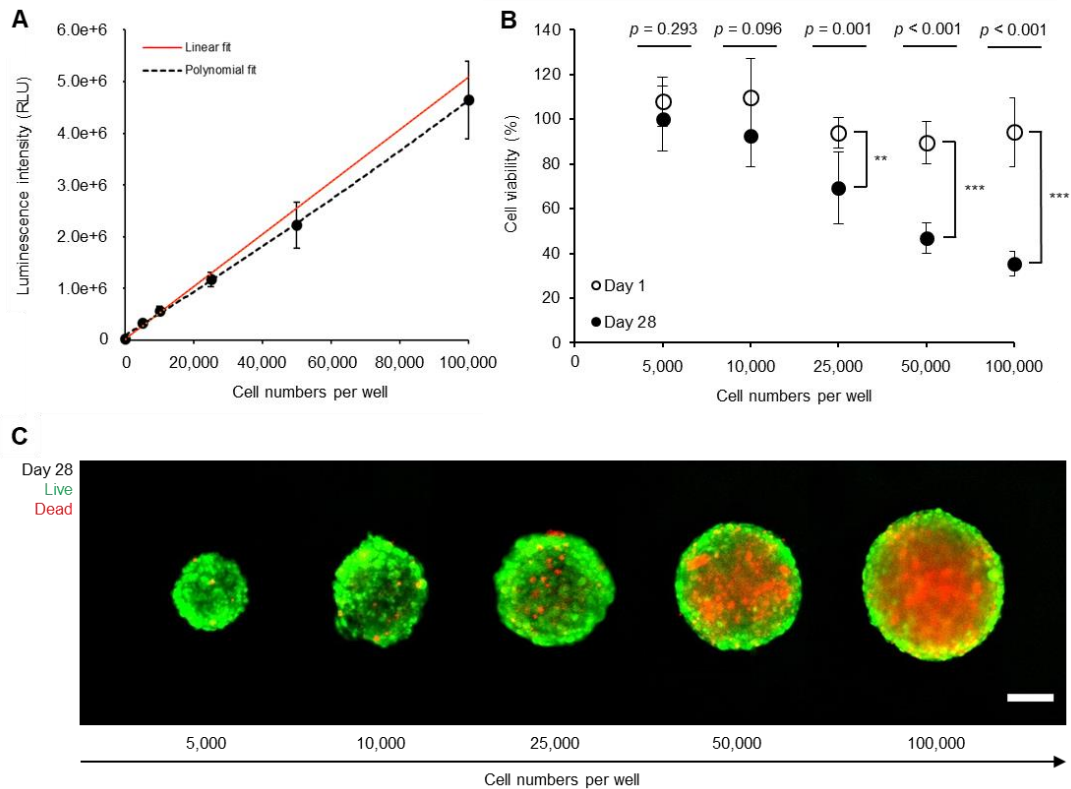 A
6.0e+6
5.0e+6
4.0e+6
3.0e+6
2.0e+6
1.0e+6
0
Luminescence intensity (RLU)
Linear fit
Polynomial fit
0 20,000 40,000 60,000 80,000 100,000
Cell numbers per well
B
p = 0.293 p = 0.096 p = 0.001 p < 0.001 p < 0.001
140
120
100
80
60
40
20
0
Cell viability (%)
**
***
***
Day 1
Day 28
0 5,000 10,000 25,000 50,000 100,000
Cell numbers per well
C
Day 28
Live
Dead
5,000 10,000 25,000 50,000 100,000
Cell numbers per well